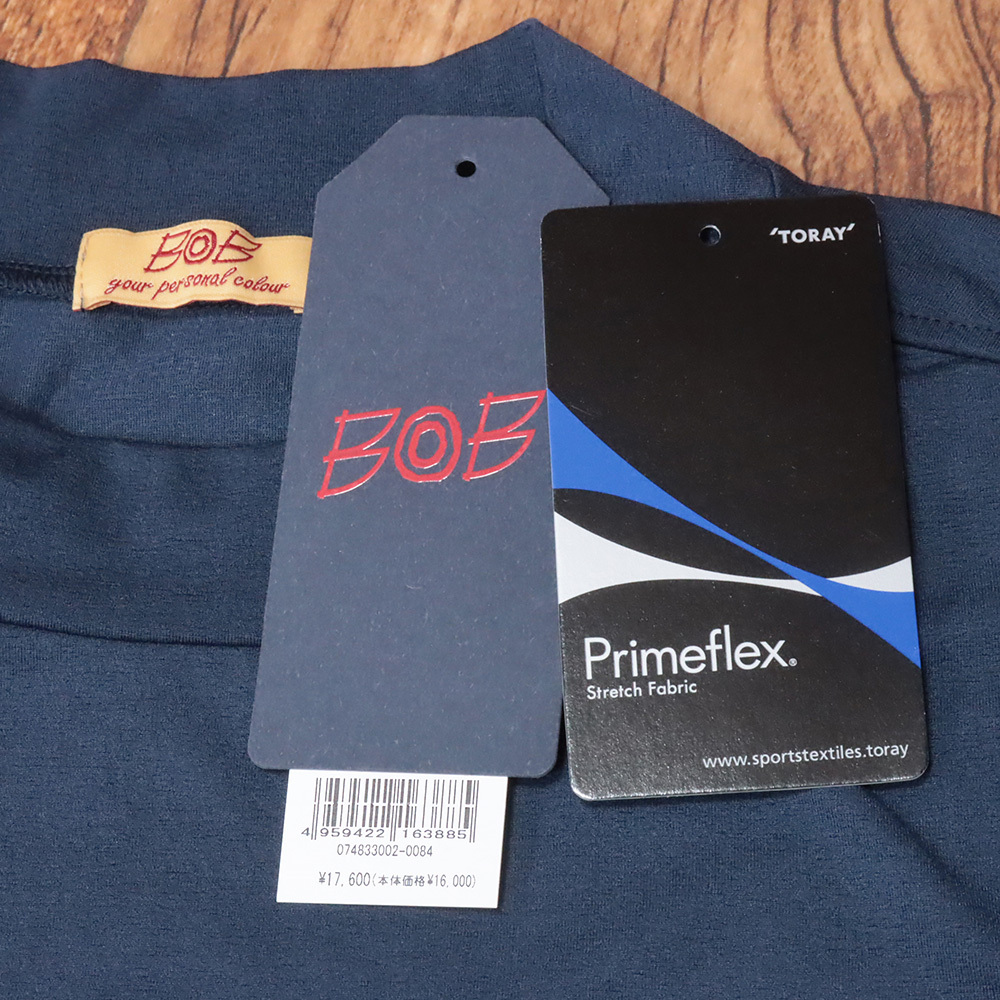 BOB
your personal colour
BOB
'TORAY'
Primeflex®
Stretch Fabric
www.sportstextiles.toray
4 959422 163885
074833002-0084
¥17,600(本体価格¥16,000)